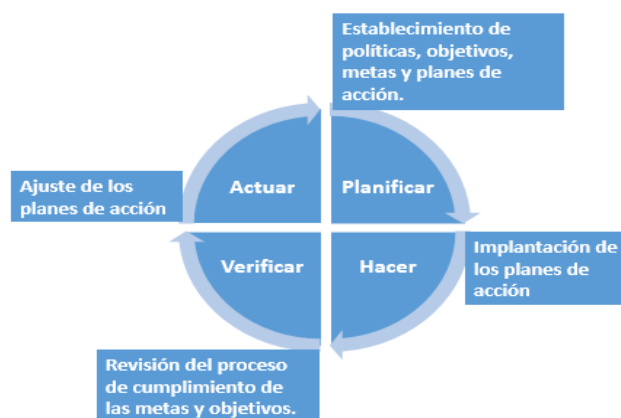 Establecimiento de
políticas, objetivos,
metas y planes de
acción.
Actuar
Planificar
Ajuste de los
planes de acción
Verificar
Hacer
Implantación de
los planes de
acción
Revisión del proceso
de cumplimiento de
las metas y objetivos.